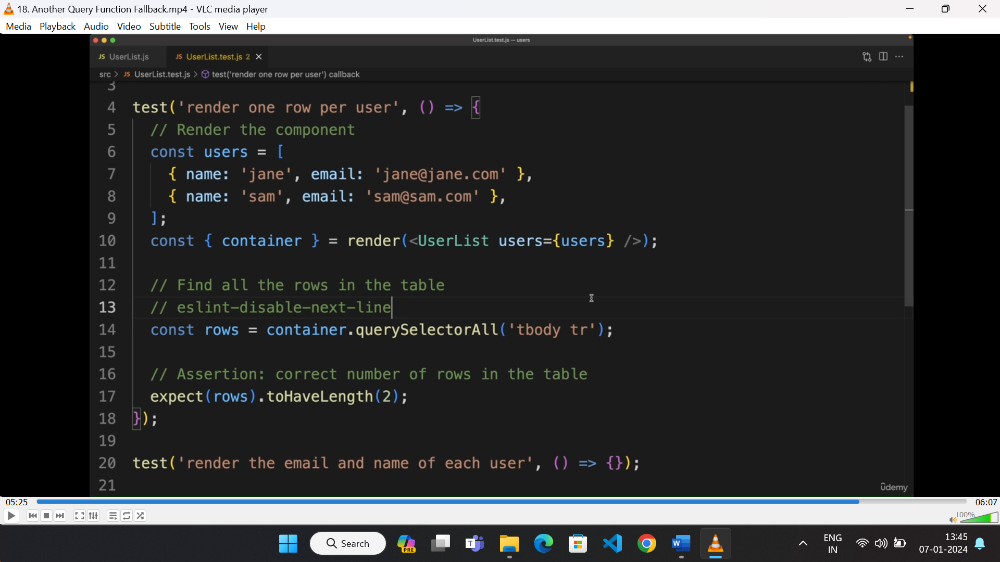 18. Another Query Function Fallback.mp4 - VLC media player
Media Playback Audio Video Subtitle Tools View Help
UserList.test.js — users
JS UserList.js JS UserList.test.js 2
src > JS UserList.test.js > test('render one row per user') callback
3
4 test('render one row per user', () => {
5 // Render the component
6 const users = [
7 { name: 'jane', email: 'jane@jane.com' },
8 { name: 'sam', email: 'sam@sam.com' },
9 ];
10 const { container } = render(<UserList users={users} />);
11
12 // Find all the rows in the table
13 // eslint-disable-next-line
14 const rows = container.querySelectorAll('tbody tr');
15
16 // Assertion: correct number of rows in the table
17 expect(rows).toHaveLength(2);
18 });
19
20 test('render the email and name of each user', () => {});
21
ûdemy
05:25 06:07
100%
Search
PRE
T
W
ENG
IN
13:45
07-01-2024